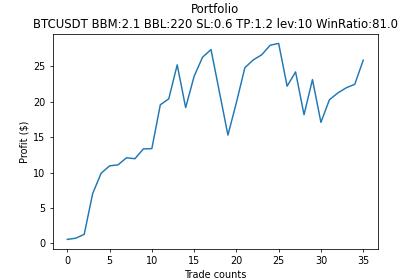 Portfolio
BTCUSDT BBM:2.1 BBL:220 SL:0.6 TP:1.2 lev:10 WinRatio:81.0
Profit ($)
25
20
15
10
5
0
0 5 10 15 20 25 30 35
Trade counts